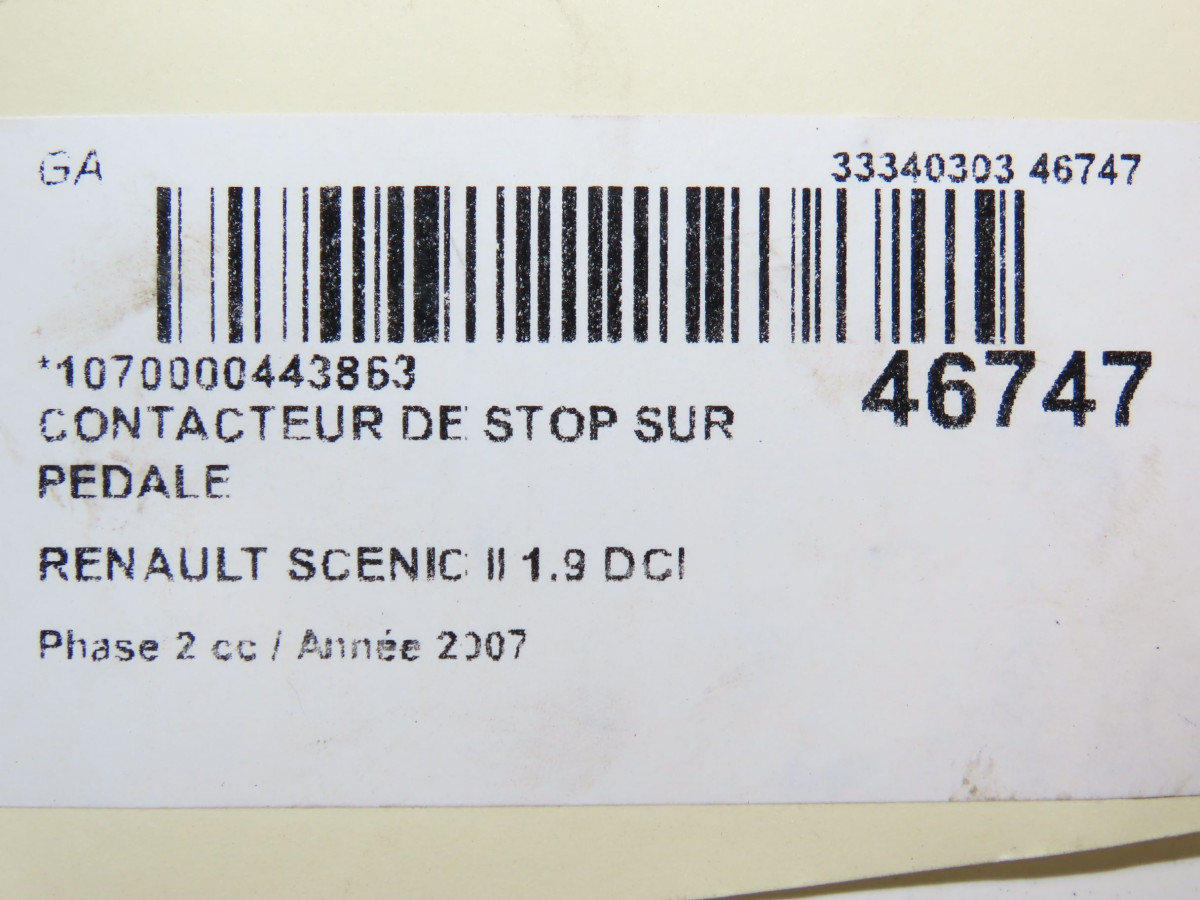 GA
33340303 46747
*1070000443863
46747
CONTACTEUR DE STOP SUR
PEDALE
RENAULT SCENIC II 1.9 DCI
Phase 2 cc / Année 2007